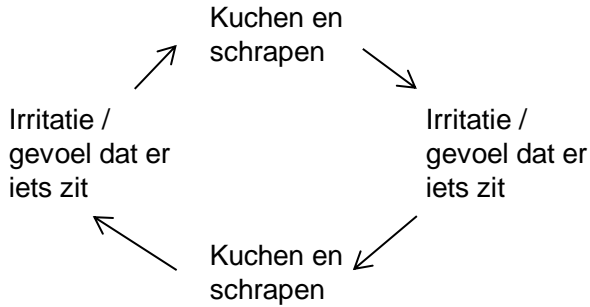 Kuchen en
schrapen
Irritatie /
gevoel dat er
iets zit
Irritatie /
gevoel dat er
iets zit
Kuchen en
schrapen